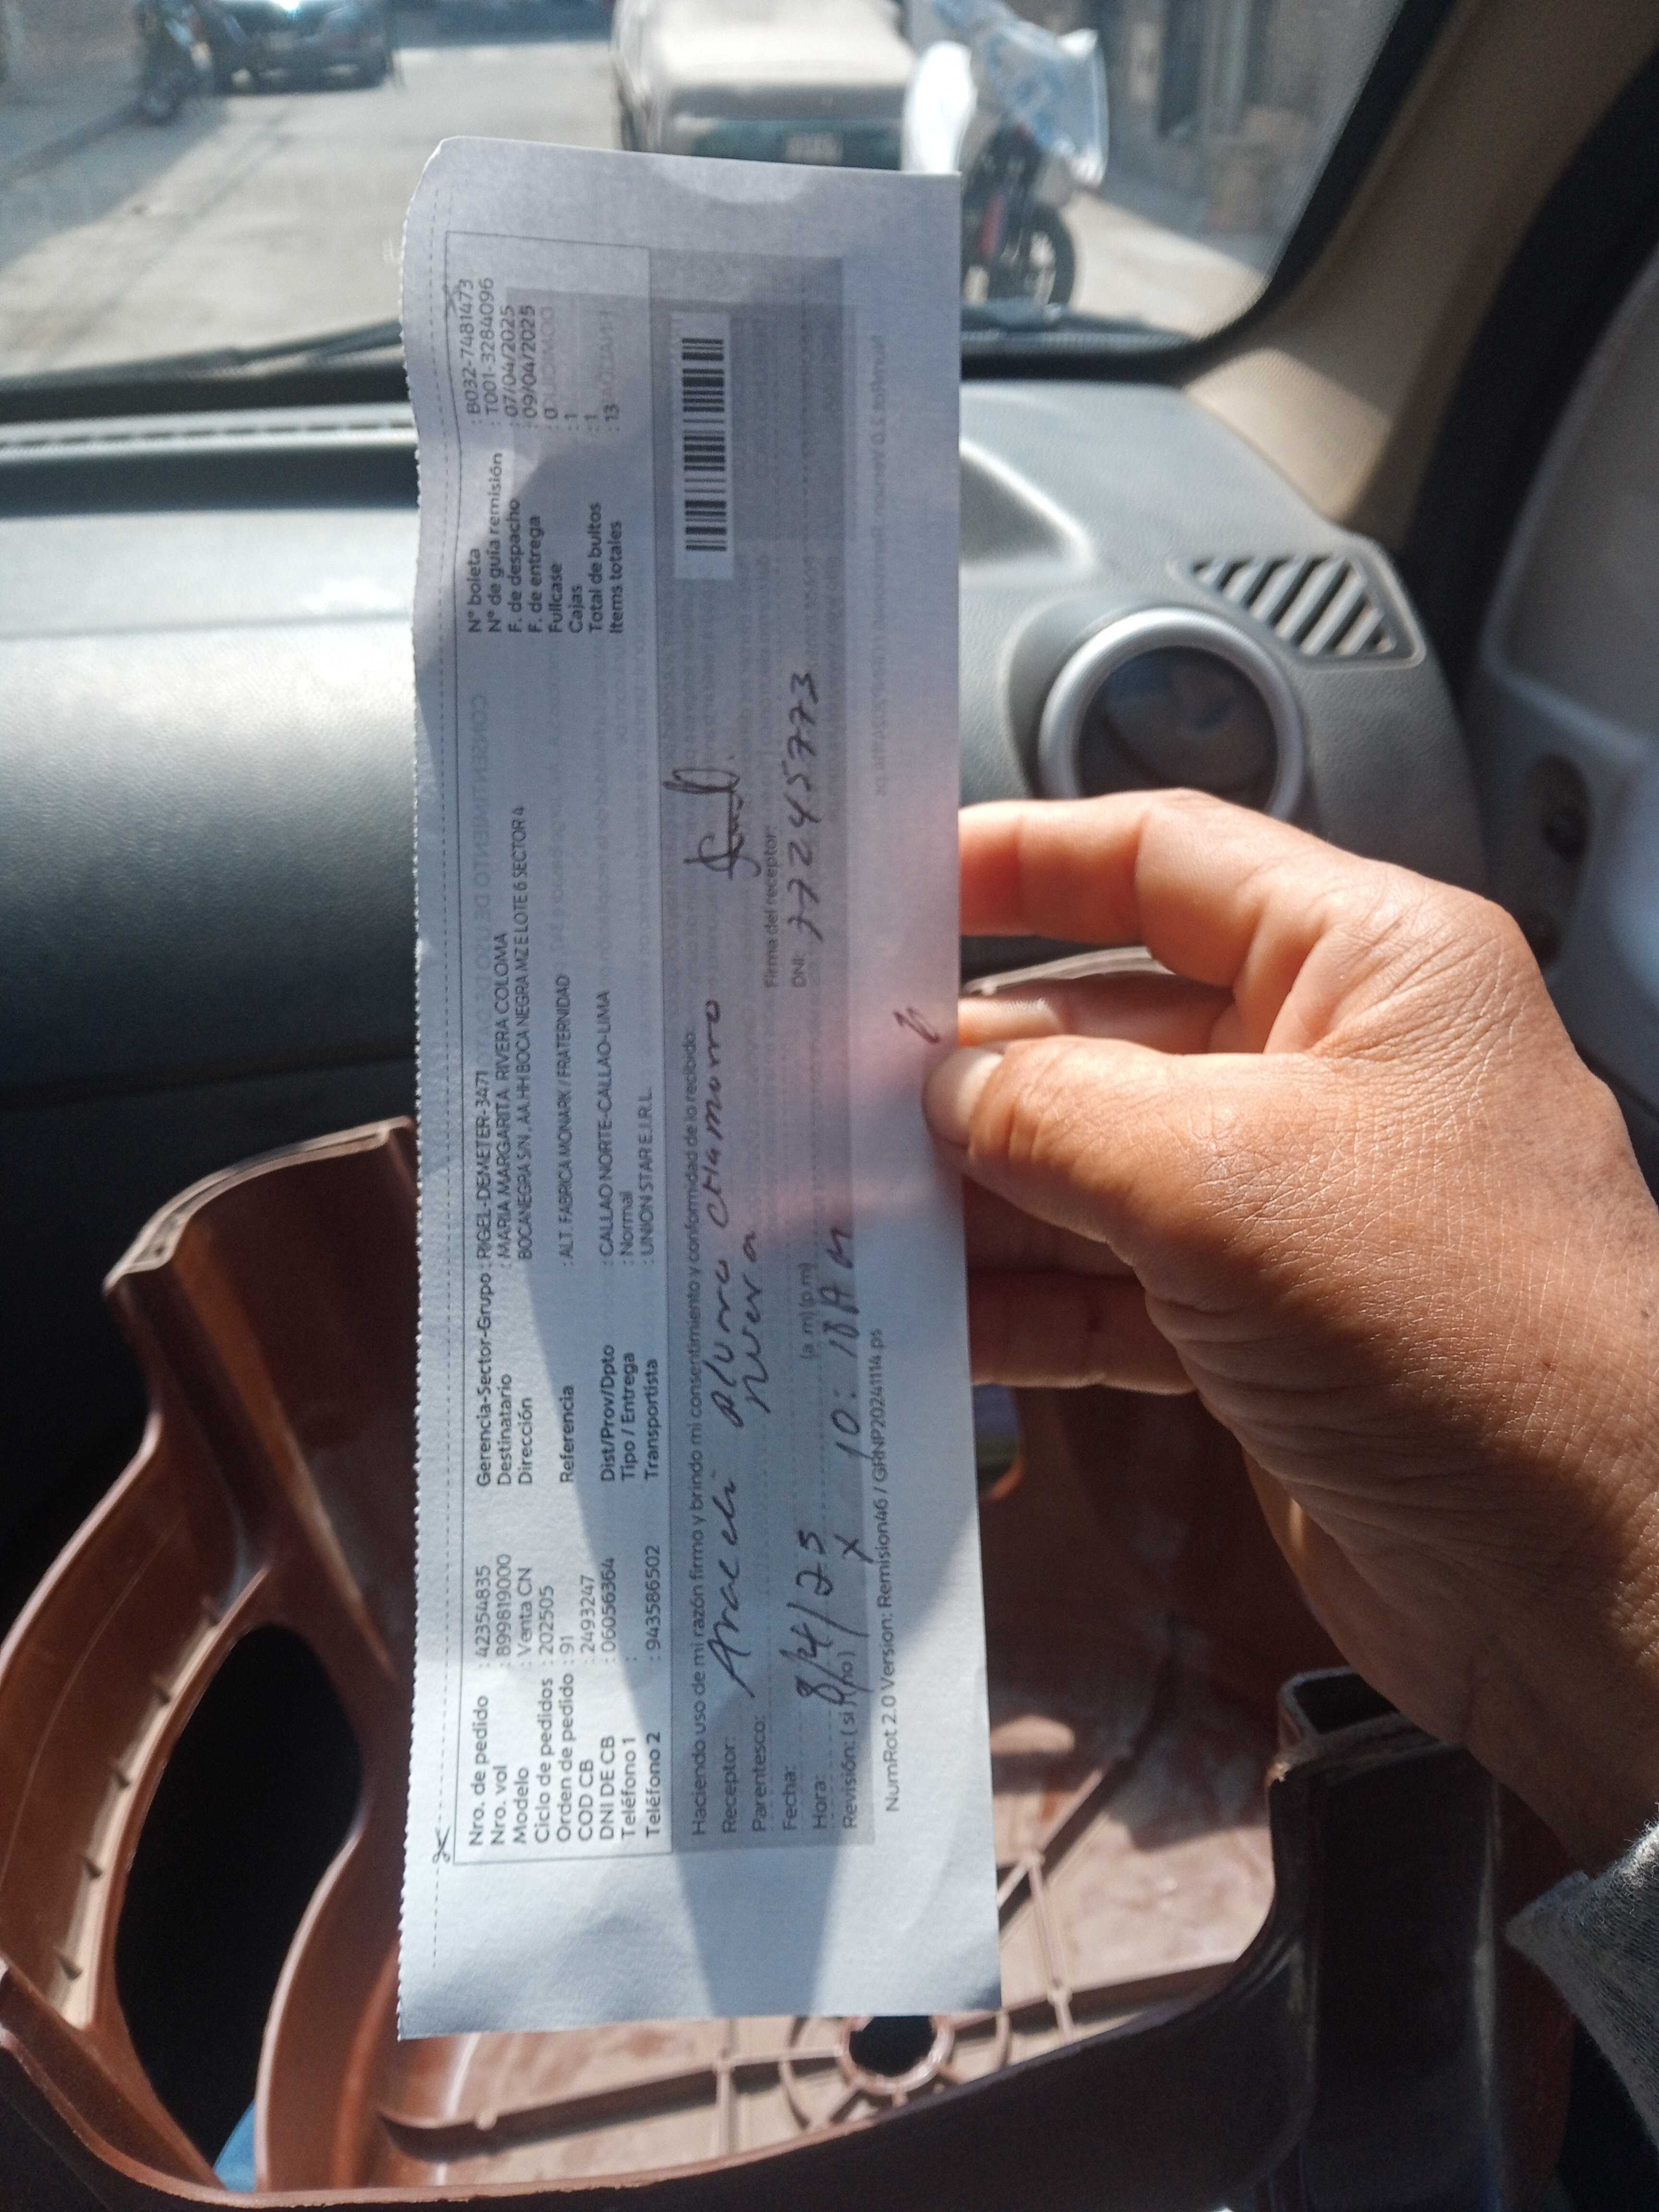 Nro. de pedido : 42354835 Gerencia-Sector-Grupo : RIGEL-DEMETER-3471 N° boleta : B032-7481473
Nro. vol : 899819000 Destinatario : MARIA MARGARITA RIVERA COLOMA N° de guía remisión : T001-3284096
Modelo : Venta CN Dirección BOCANEGRA S/N, AA.HH BOCA NEGRA MZ E LOTE 6 SECTOR 4 F. de despacho : 07/04/2025
Ciclo de pedidos : 202505 F. de entrega : 09/04/2025
Orden de pedido : 91 Referencia : ALT. FABRICA MONARK / FRATERNIDAD Fullcase : 0
COD CB : 2493247 Cajas : 1
DNI DE CB : 06056364 Dist/Prov/Dpto : CALLAO NORTE-CALLAO-LIMA Total de bultos : 1
Teléfono 1 : Tipo / Entrega : Normal Items totales : 13
Teléfono 2 : 943586502 Transportista : UNION STAR E.I.R.L.
Haciendo uso de mi razón firmo y brindo mi consentimiento y conformidad de lo recibido:
Receptor: Araceli Alvna CHamorro
Parentesco: Nuera Firma del receptor
Fecha: 8/4/25 DNI: 77245773
Hora: (a.m) (p.m) 10:18 AM
Revisión: ( si / no ) X
NumRot 2.0 Version: Remision46 / GRNP20241114.ps